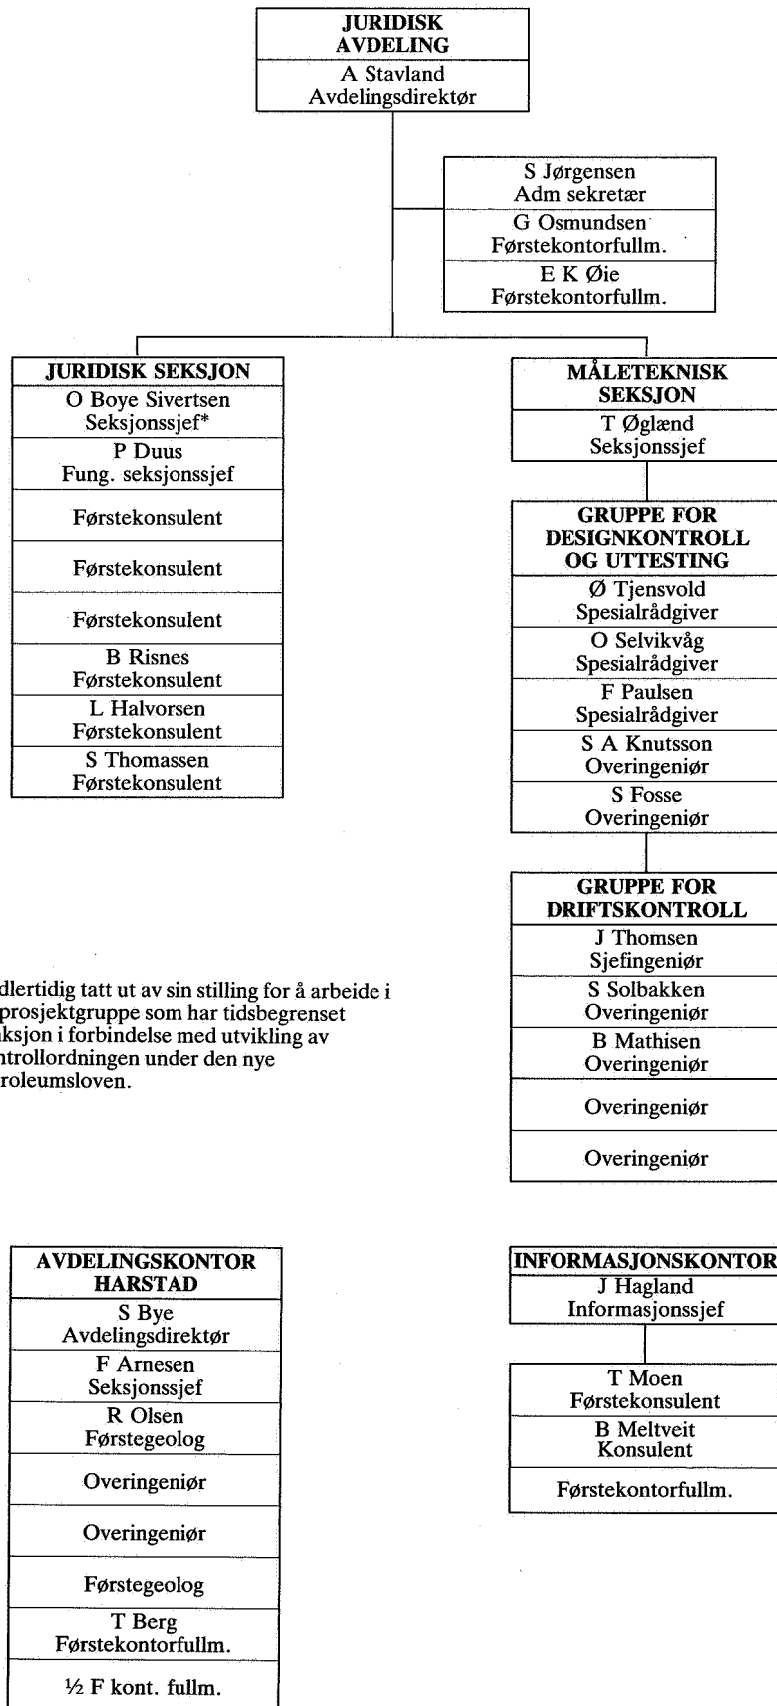 JURIDISK
AVDELING
A Stavland
Avdelingsdirektør
S Jørgensen
Adm sekretær
G Osmundsen
Førstekontorfullm.
E K Øie
Førstekontorfullm.
JURIDISK SEKSJON
O Boye Sivertsen
Seksjonssjef*
P Duus
Fung. seksjonssjef
Førstekonsulent
Førstekonsulent
Førstekonsulent
B Risnes
Førstekonsulent
L Halvorsen
Førstekonsulent
S Thomassen
Førstekonsulent
MÅLETEKNISK
SEKSJON
T Øglænd
Seksjonssjef
GRUPPE FOR
DESIGNKONTROLL
OG UTTESTING
Ø Tjensvold
Spesialrådgiver
O Selvikvåg
Spesialrådgiver
F Paulsen
Spesialrådgiver
S A Knutsson
Overingeniør
S Fosse
Overingeniør
GRUPPE FOR
DRIFTSKONTROLL
J Thomsen
Sjefingeniør
S Solbakken
Overingeniør
B Mathisen
Overingeniør
Overingeniør
Overingeniør
dlertidig tatt ut av sin stilling for å arbeide i
prosjektgruppe som har tidsbegrenset
ksjon i forbindelse med utvikling av
ntrollordningen under den nye
roleumsloven.
AVDELINGSKONTOR
HARSTAD
S Bye
Avdelingsdirektør
F Arnesen
Seksjonssjef
R Olsen
Førstegeolog
Overingeniør
Overingeniør
Førstegeolog
T Berg
Førstekontorfullm.
½ F kont. fullm.
INFORMASJONSKONTOR
J Hagland
Informasjonssjef
T Moen
Førstekonsulent
B Meltveit
Konsulent
Førstekontorfullm.